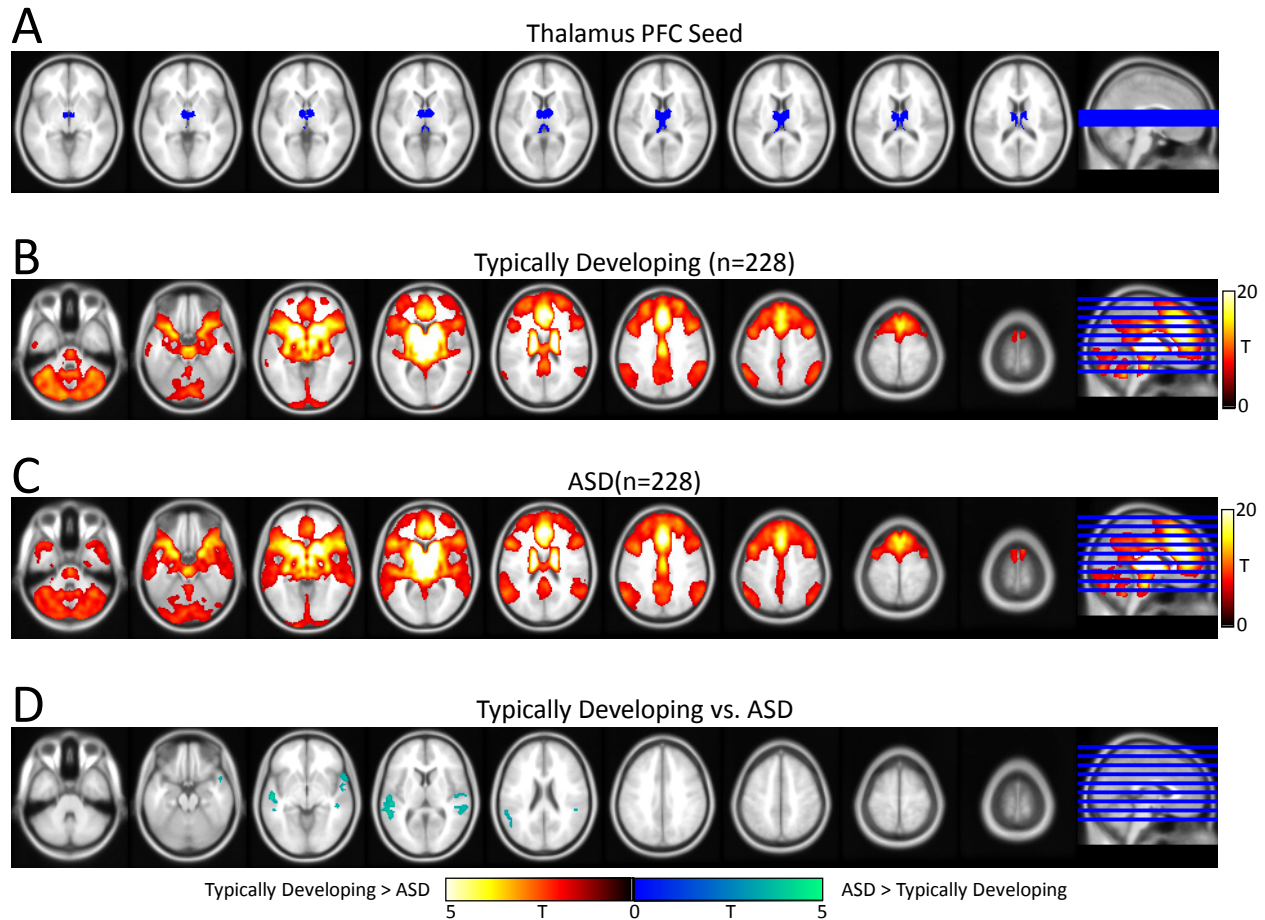 A
Thalamus PFC Seed
B
Typically Developing (n=228)
20
T
0
C
ASD(n=228)
20
T
0
D
Typically Developing vs. ASD
Typically Developing > ASD
ASD > Typically Developing
5 T 0 T 5